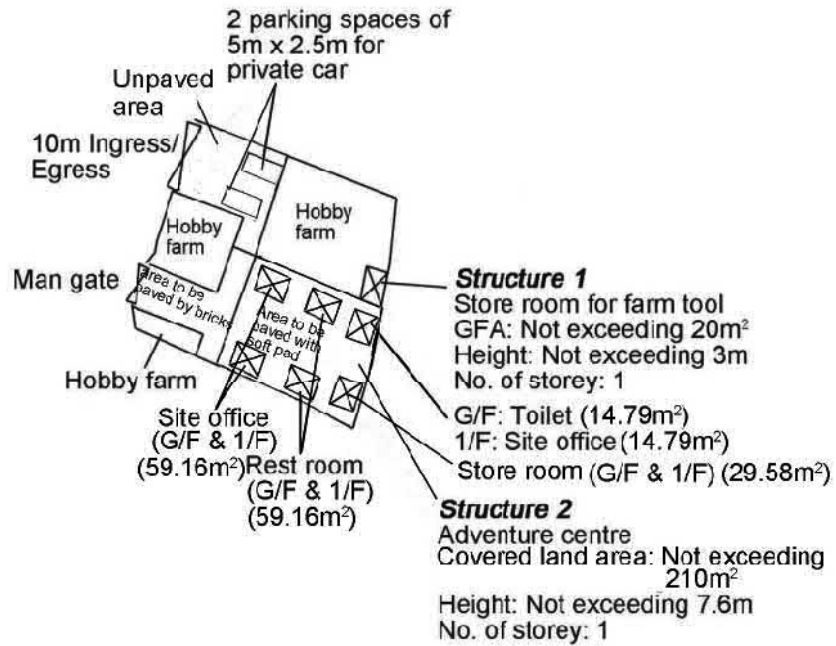 2 parking spaces of
5m x 2.5m for
private car
Unpaved
area
10m Ingress/
Egress
Hobby
farm
Hobby
farm
Man gate
area to be
paved by bricks
Area to be
paved with
soft pad
Hobby farm
Structure 1
Store room for farm tool
GFA: Not exceeding 20m²
Height: Not exceeding 3m
No. of storey: 1
G/F: Toilet (14.79m²)
1/F: Site office (14.79m²)
Store room (G/F & 1/F) (29.58m²)
Site office
(G/F & 1/F)
(59.16m²)
Rest room
(G/F & 1/F)
(59.16m²)
Structure 2
Adventure centre
Covered land area: Not exceeding
210m²
Height: Not exceeding 7.6m
No. of storey: 1